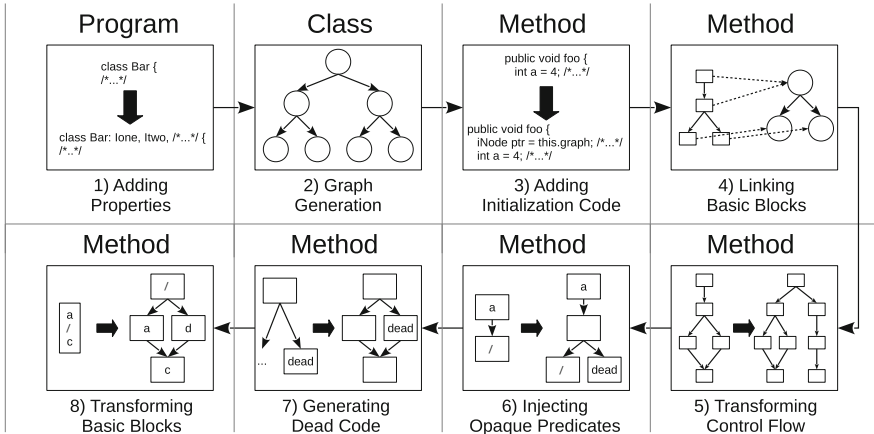 Program
class Bar {
/*...*/
class Bar: Ione, Itwo, /*...*/ {
/*..*/
1) Adding
Properties
Class
2) Graph
Generation
Method
public void foo {
int a = 4; /*...*/
public void foo {
iNode ptr = this.graph; /*...*/
int a = 4; /*...*/
3) Adding
Initialization Code
Method
4) Linking
Basic Blocks
Method
a
/
c
/
a d
c
8) Transforming
Basic Blocks
Method
...
dead
dead
7) Generating
Dead Code
Method
a
/
a
/ dead
6) Injecting
Opaque Predicates
Method
5) Transforming
Control Flow